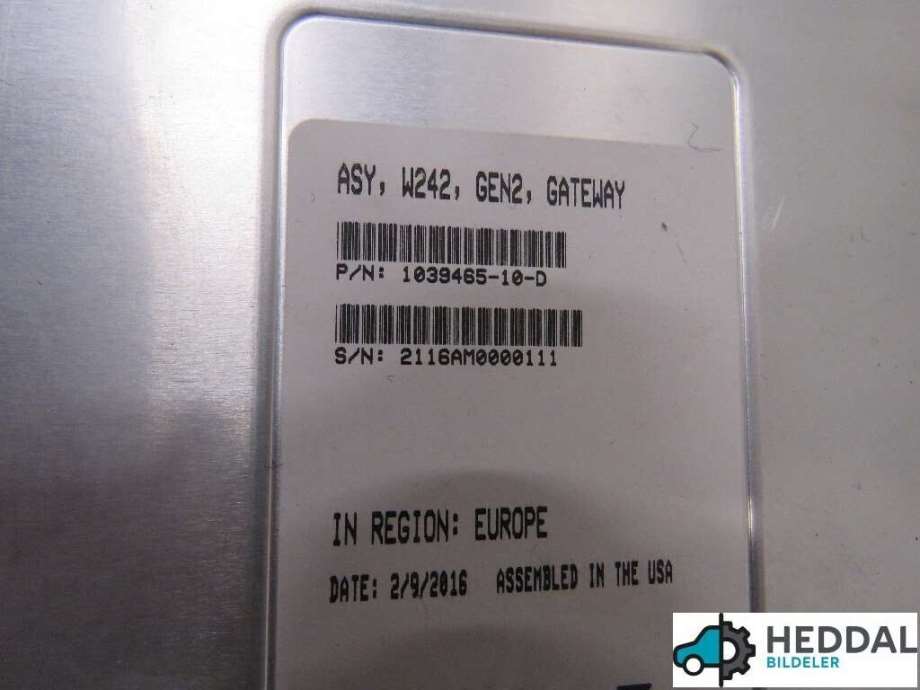 ASY, W242, GEN2, GATEWAY
P/N: 1039465-10-D
S/N: 2116AM0000111
IN REGION: EUROPE
DATE: 2/9/2016 ASSEMBLED IN THE USA
HEDDAL
BILDELER